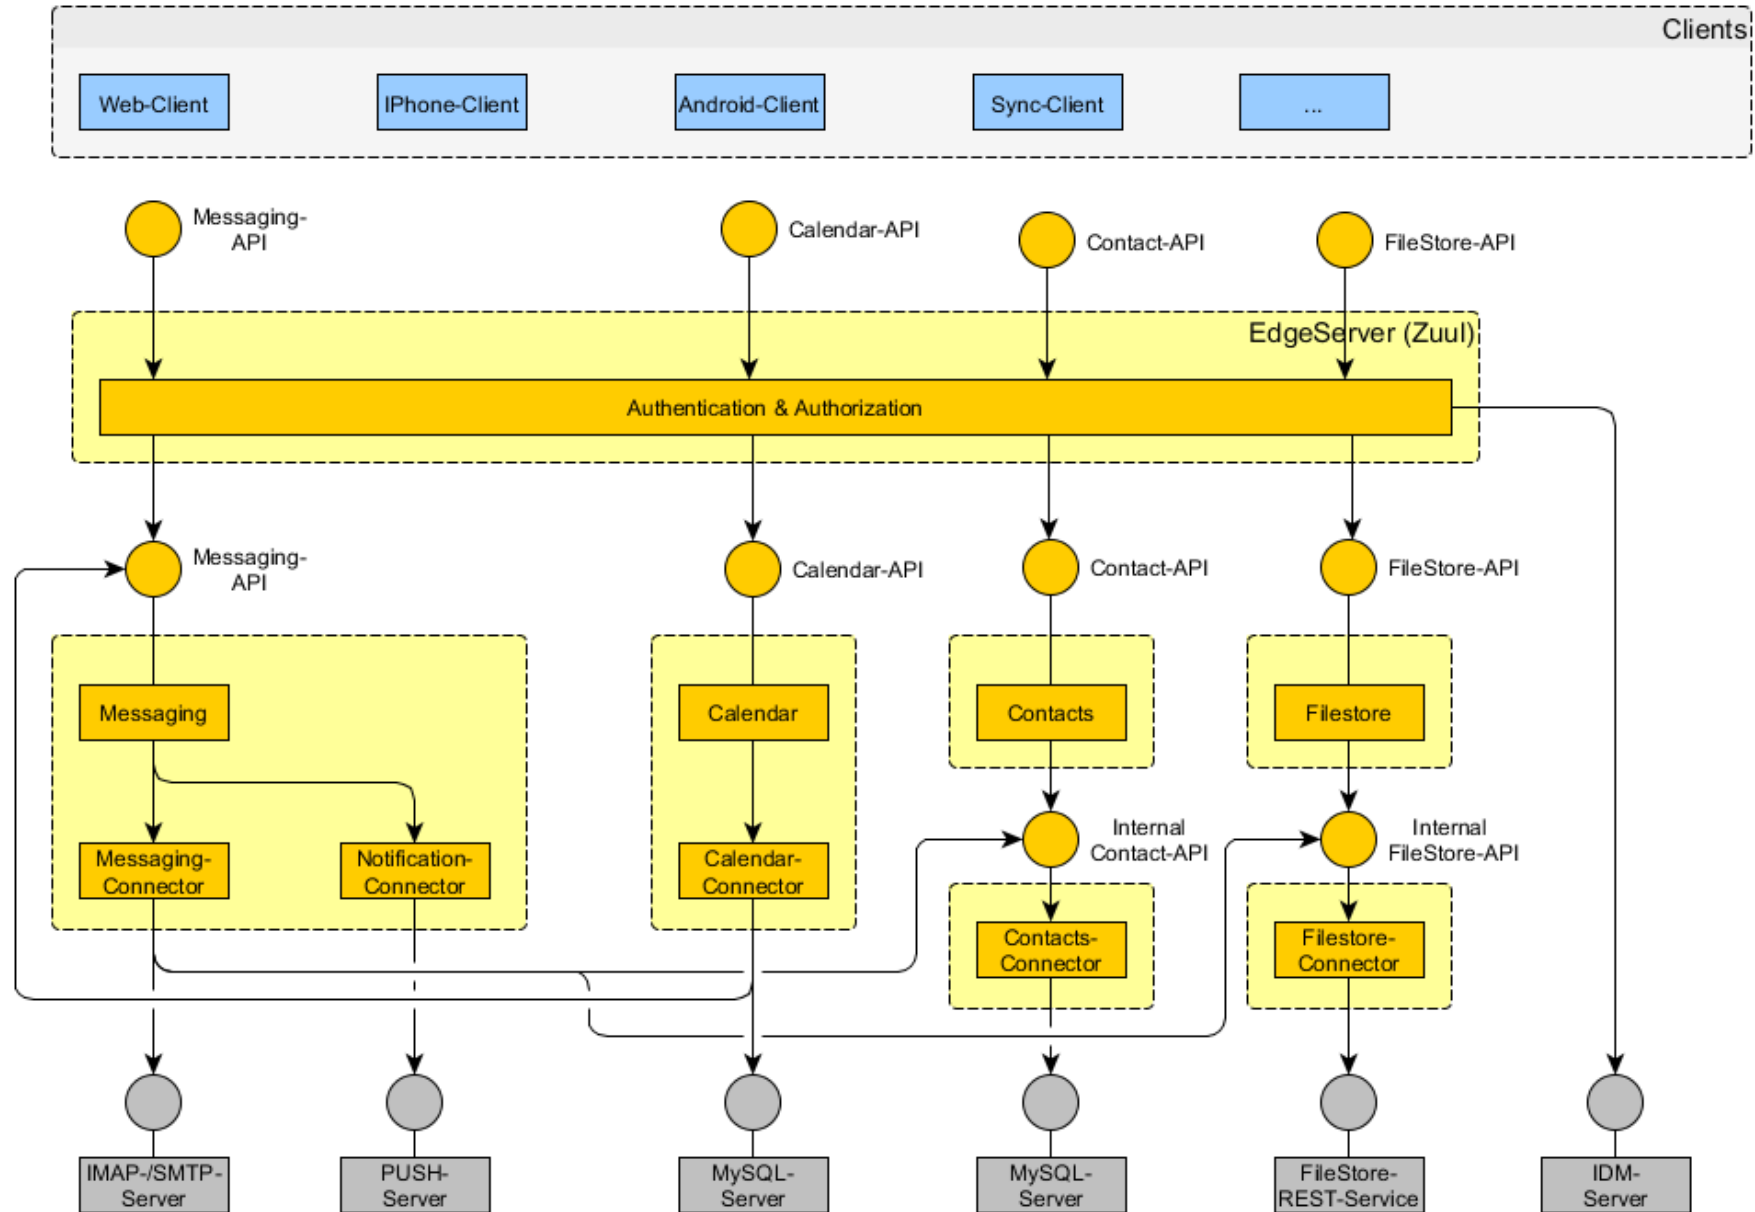 Clients
Web-Client
IPhone-Client
Android-Client
Sync-Client
...
Messaging-
API
Calendar-API
Contact-API
FileStore-API
EdgeServer (Zuul)
Authentication & Authorization
Messaging-
API
Calendar-API
Contact-API
FileStore-API
Messaging
Calendar
Contacts
Filestore
Messaging-
Connector
Notification-
Connector
Calendar-
Connector
Internal
Contact-API
Internal
FileStore-API
Contacts-
Connector
Filestore-
Connector
IMAP-/SMTP-
Server
PUSH-
Server
MySQL-
Server
MySQL-
Server
FileStore-
REST-Service
IDM-
Server